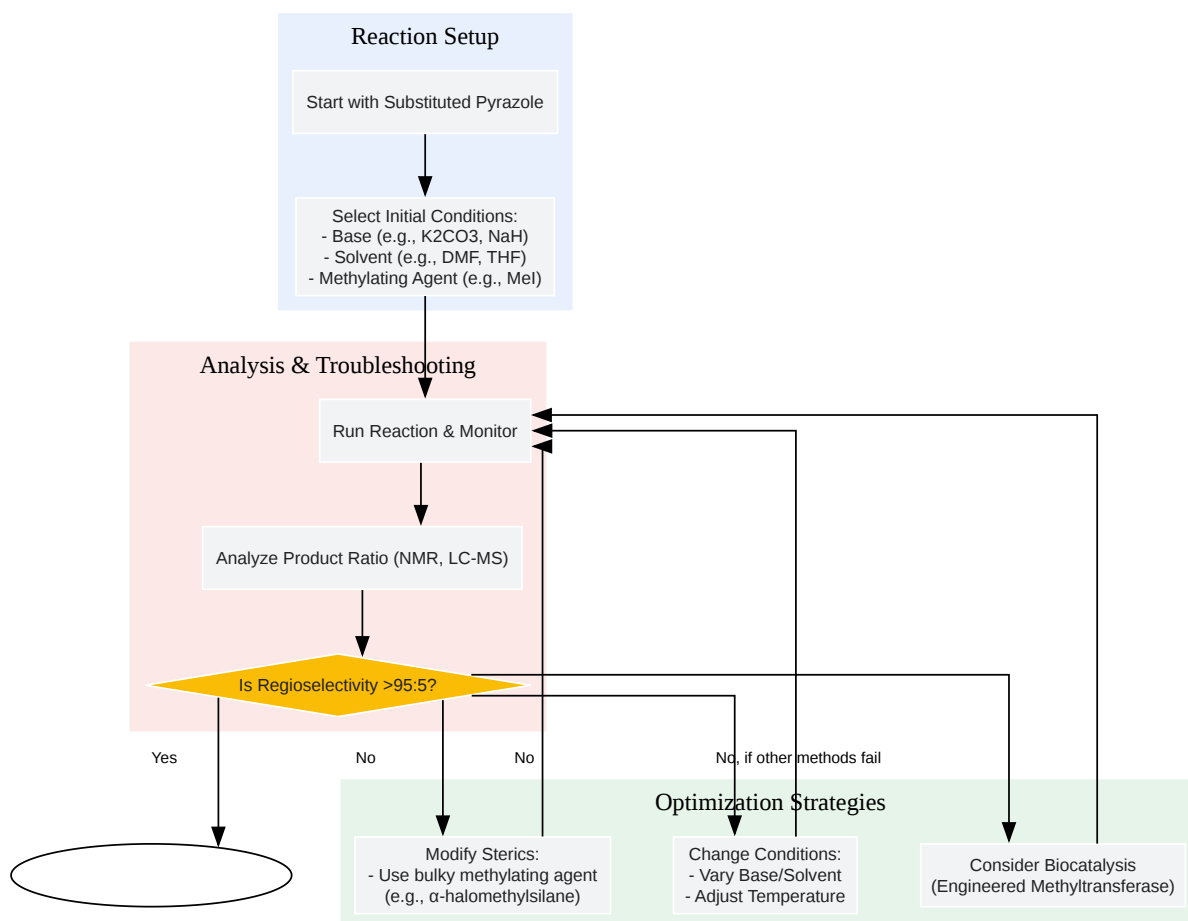 Reaction Setup
Start with Substituted Pyrazole
Select Initial Conditions:
- Base (e.g., K2CO3, NaH)
- Solvent (e.g., DMF, THF)
- Methylating Agent (e.g., MeI)
Analysis & Troubleshooting
Run Reaction & Monitor
Analyze Product Ratio (NMR, LC-MS)
Is Regioselectivity >95:5?
Yes
No
No
No, if other methods fail
Optimization Strategies
Modify Sterics:
- Use bulky methylating agent
(e.g., α-halomethylsilane)
Change Conditions:
- Vary Base/Solvent
- Adjust Temperature
Consider Biocatalysis
(Engineered Methyltransferase)